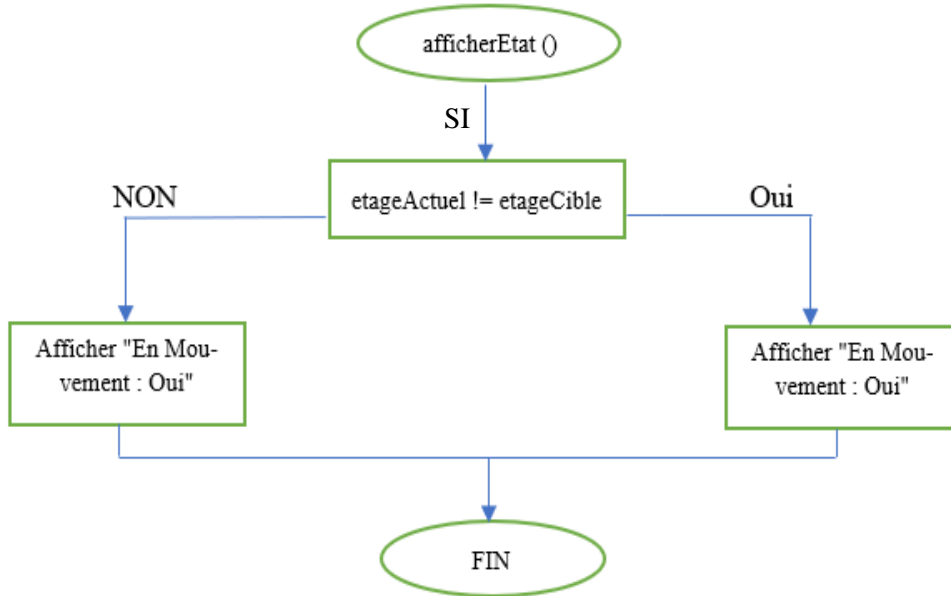 afficherEtat ()
SI
etageActuel != etageCible
NON
Oui
Afficher "En Mou-
vement : Oui"
Afficher "En Mou-
vement : Oui"
FIN